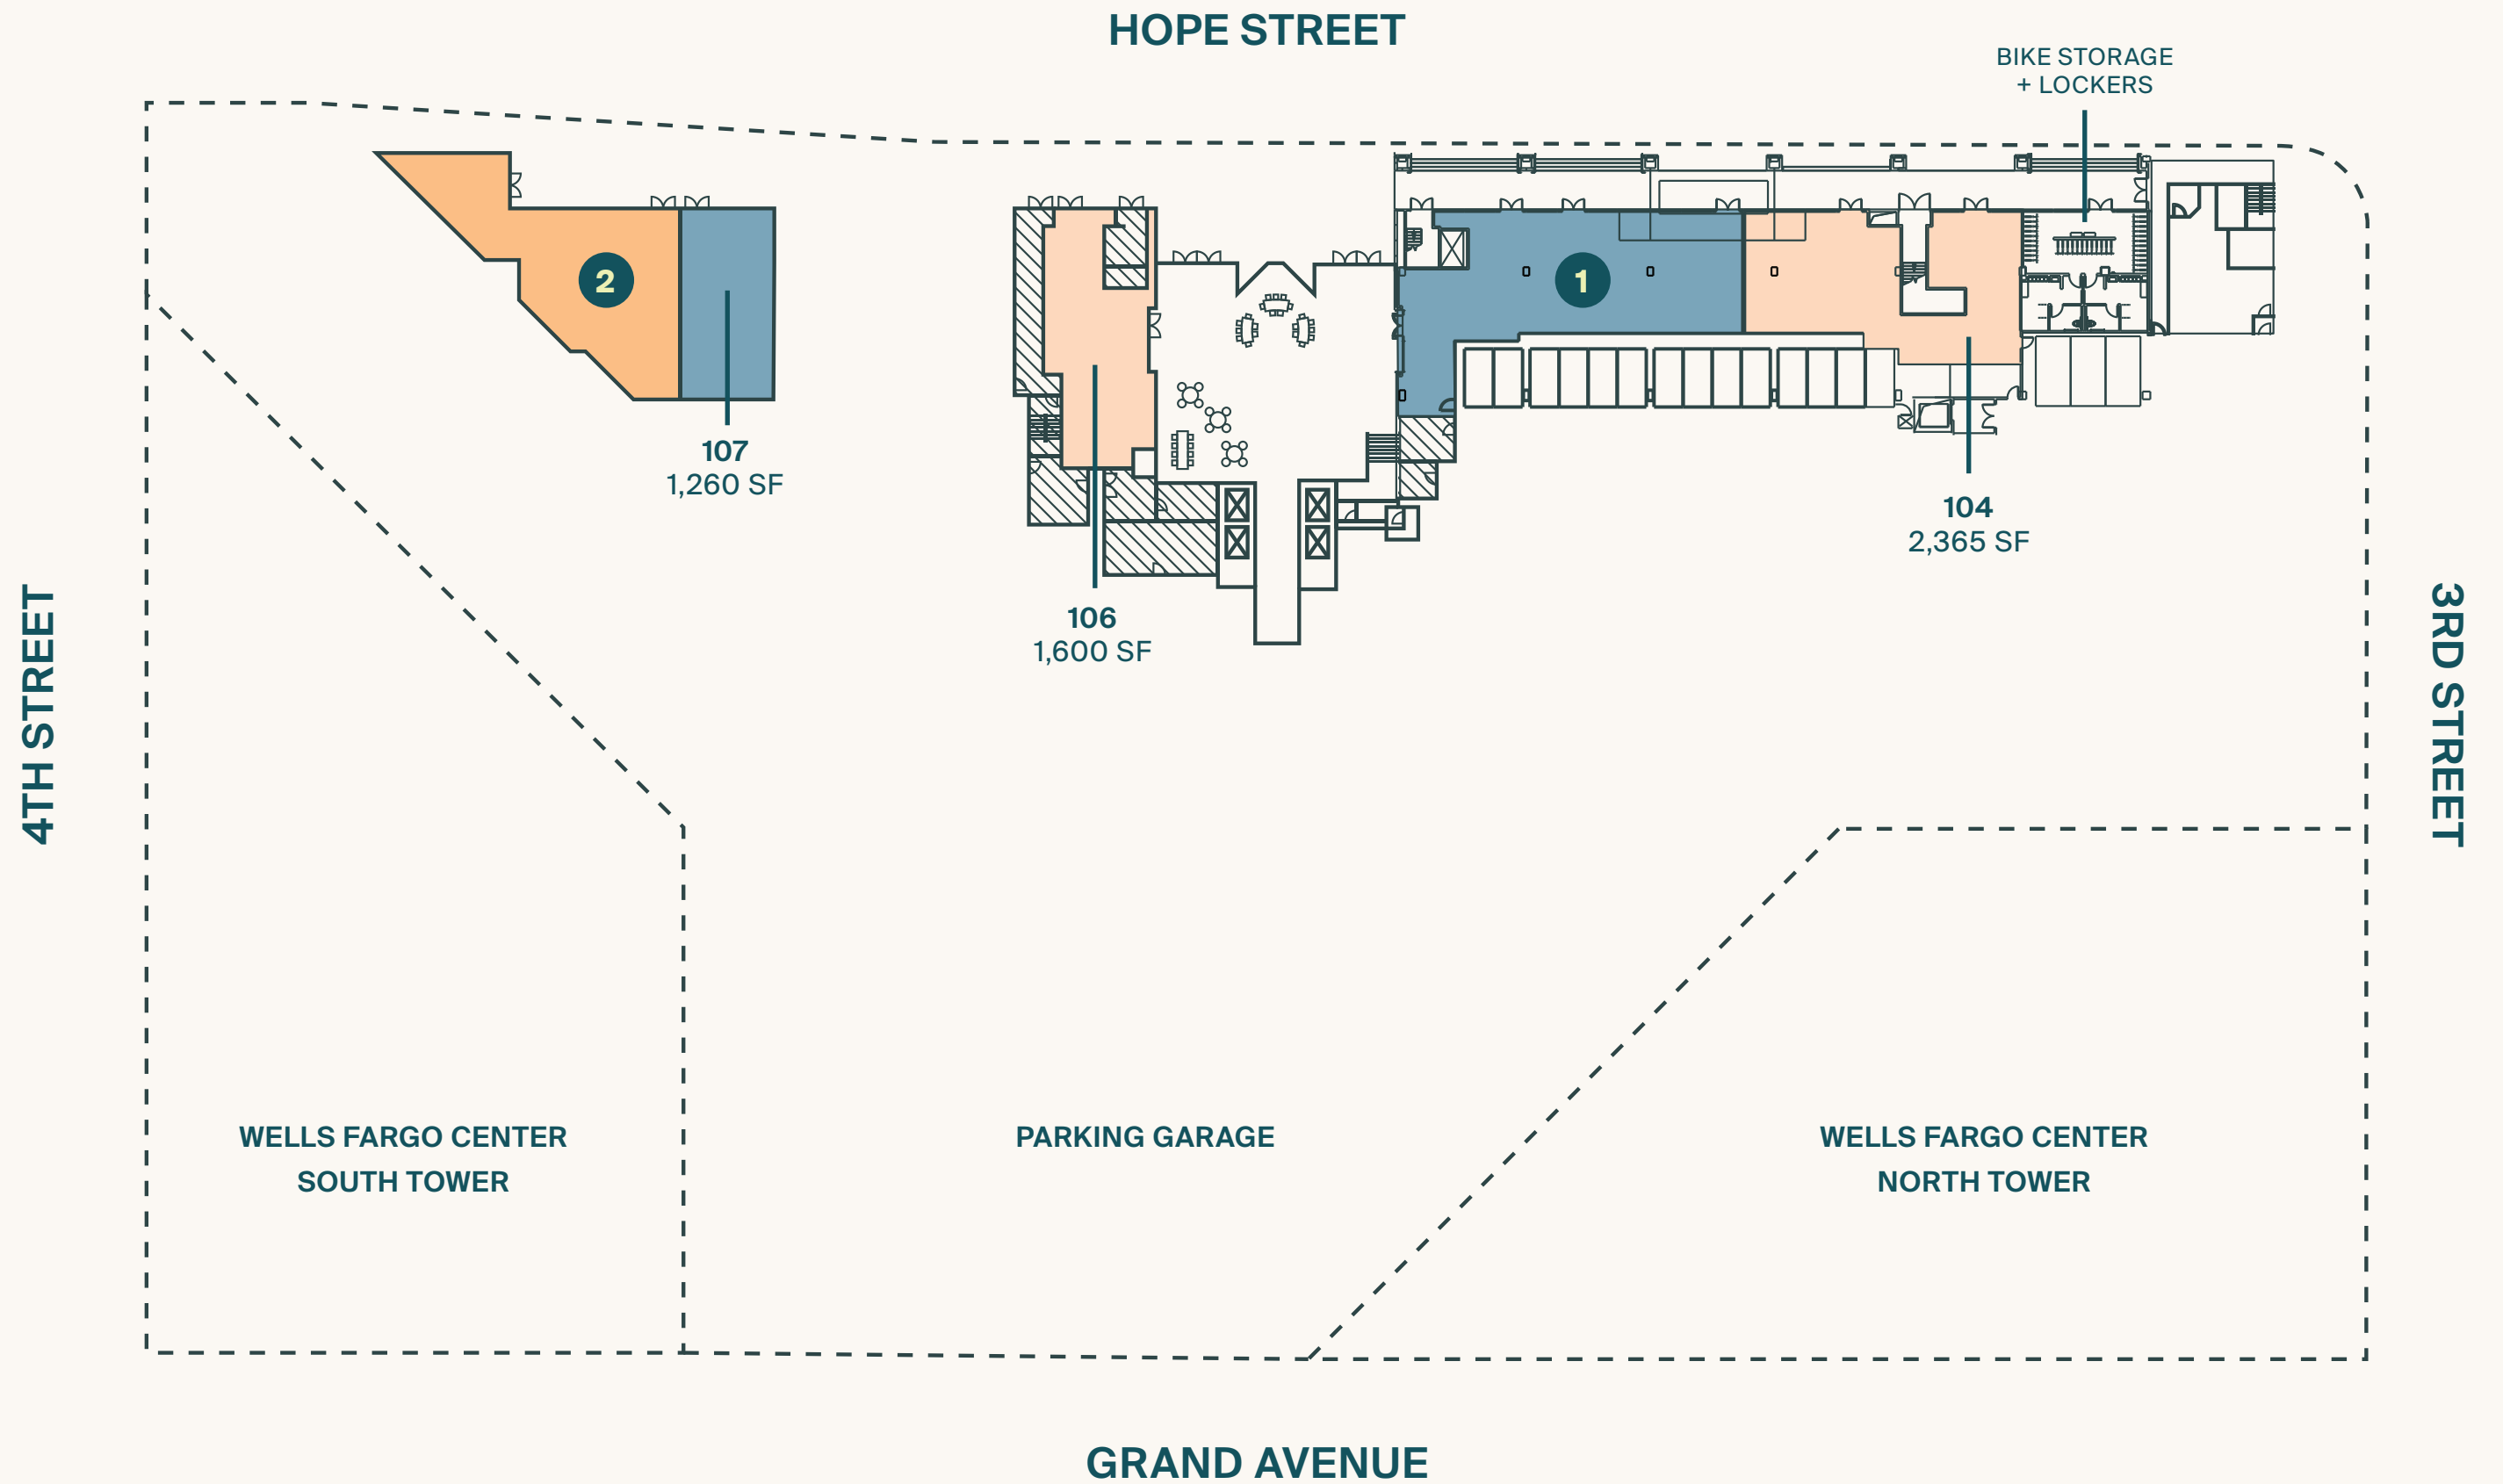 HOPE STREET
BIKE STORAGE
+ LOCKERS
2
1
107
1,260 SF
104
2,365 SF
106
1,600 SF
4TH STREET
3RD STREET
WELLS FARGO CENTER
SOUTH TOWER
PARKING GARAGE
WELLS FARGO CENTER
NORTH TOWER
GRAND AVENUE